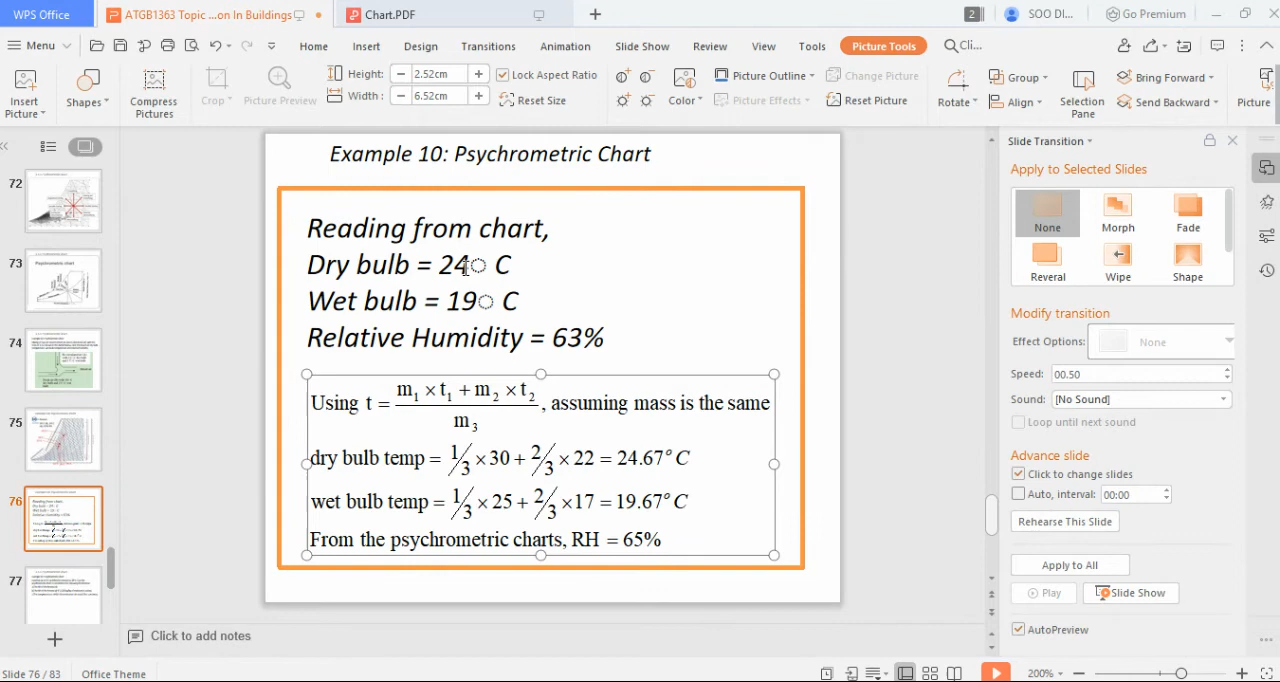 WPS Office
ATGB1363 Topic ...on In Buildings
Chart.PDF
2
SOO DI...
Go Premium
Menu
Home
Insert
Design
Transitions
Animation
Slide Show
Review
View
Tools
Picture Tools
Cli...
Insert Picture
Shapes
Compress Pictures
Crop
Picture Preview
Height: 2.52cm
Width : 6.52cm
Lock Aspect Ratio
Reset Size
Color
Picture Outline
Picture Effects
Change Picture
Reset Picture
Rotate
Group
Align
Selection Pane
Bring Forward
Send Backward
Picture
72
73
Psychrometric chart
74
75
76
77
Example 10: Psychrometric Chart
Reading from chart,
Dry bulb = 24◌ C
Wet bulb = 19◌ C
Relative Humidity = 63%
Using t = (m₁ × t₁ + m₂ × t₂) / m₃ , assuming mass is the same
dry bulb temp = 1/3 × 30 + 2/3 × 22 = 24.67° C
wet bulb temp = 1/3 × 25 + 2/3 × 17 = 19.67° C
From the psychrometric charts, RH = 65%
Slide Transition
Apply to Selected Slides
None
Morph
Fade
Reveral
Wipe
Shape
Modify transition
Effect Options: None
Speed: 00.50
Sound: [No Sound]
Loop until next sound
Advance slide
Click to change slides
Auto, interval: 00:00
Rehearse This Slide
Apply to All
Play
Slide Show
AutoPreview
Click to add notes
Slide 76 / 83
Office Theme
200%